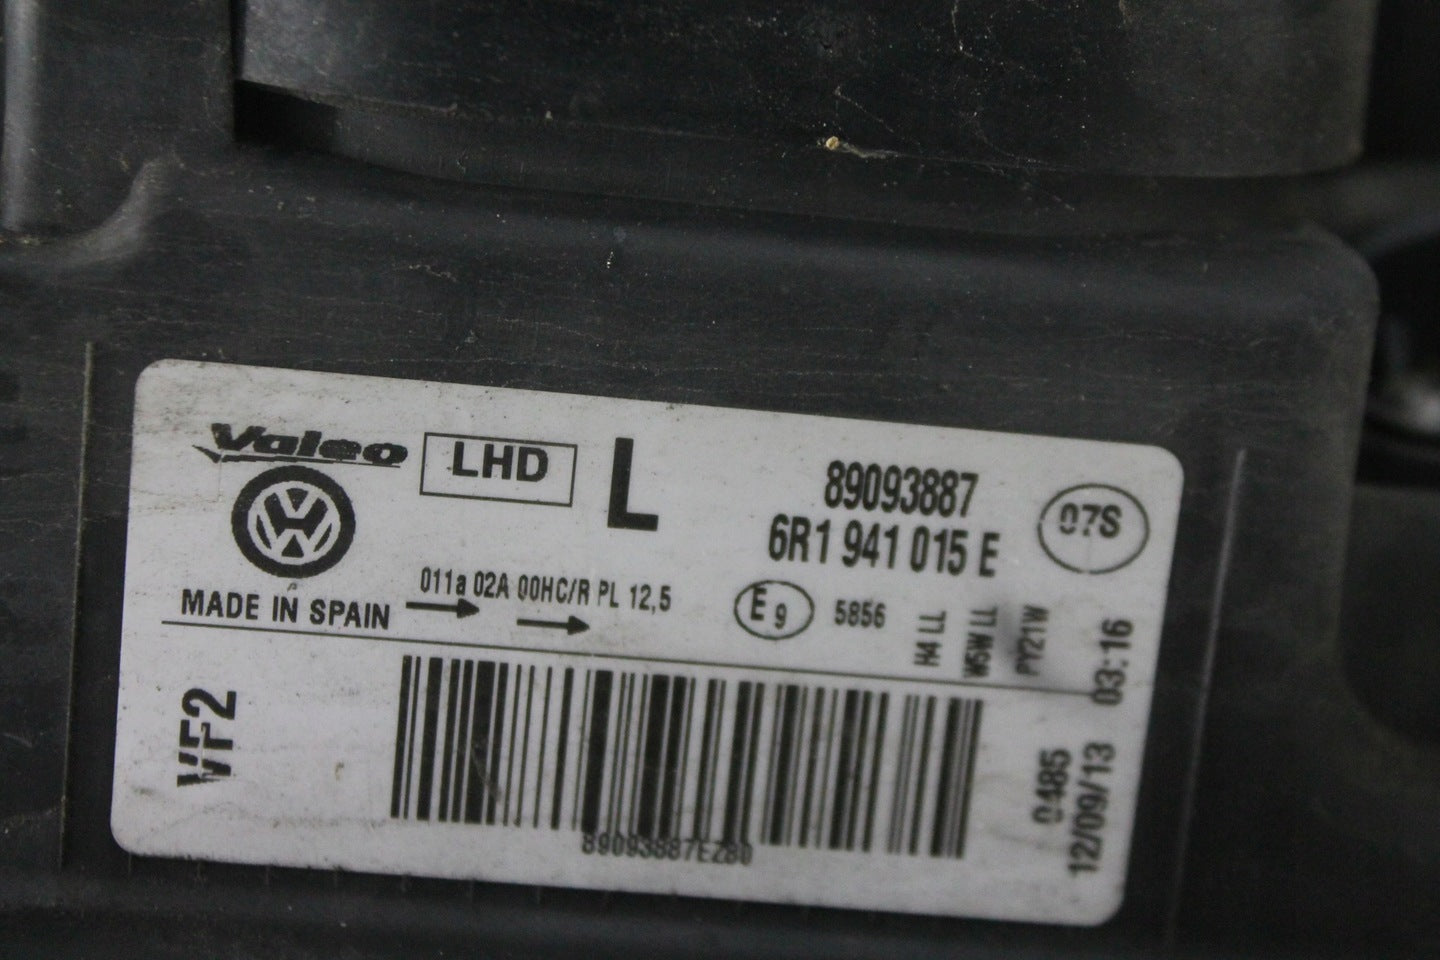 Valeo LHD L 89093887 07S
6R1 941 015 E
011a 02A 00HC/R PL 12,5 E9 5856
MADE IN SPAIN
H4 LL
W5W LL
PY21W
03:16
VF2
0485
12/09/13
89093887EZB0